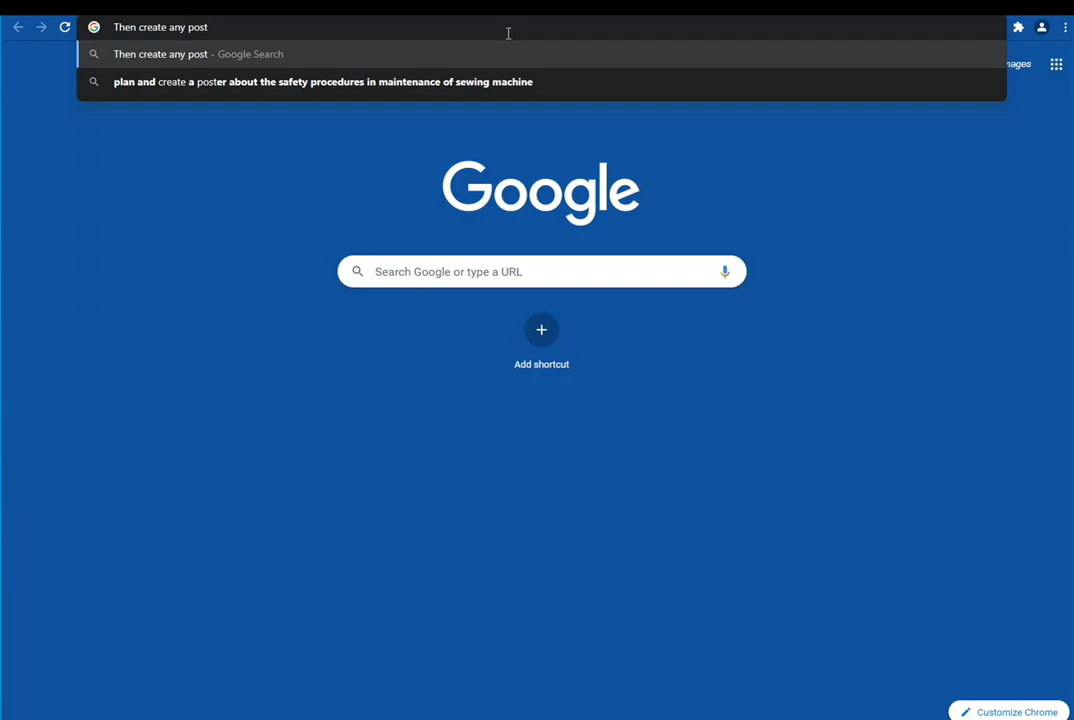 Then create any post
Then create any post - Google Search
plan and create a poster about the safety procedures in maintenance of sewing machine
Google
Search Google or type a URL
Add shortcut
Customize Chrome